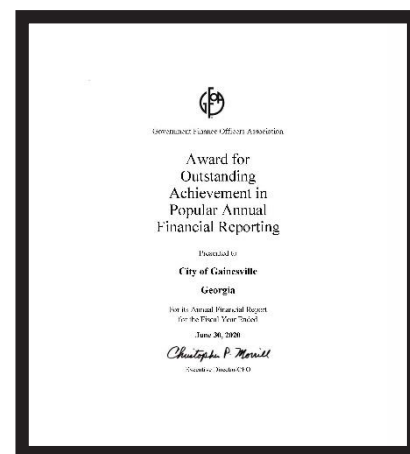 GFOA
Government Finance Officers Association
Award for
Outstanding
Achievement in
Popular Annual
Financial Reporting
Presented to
City of Gainesville
Georgia
For its Annual Financial Report
for the Fiscal Year Ended
June 30, 2020
Christopher P. Morrill
Executive Director/CEO